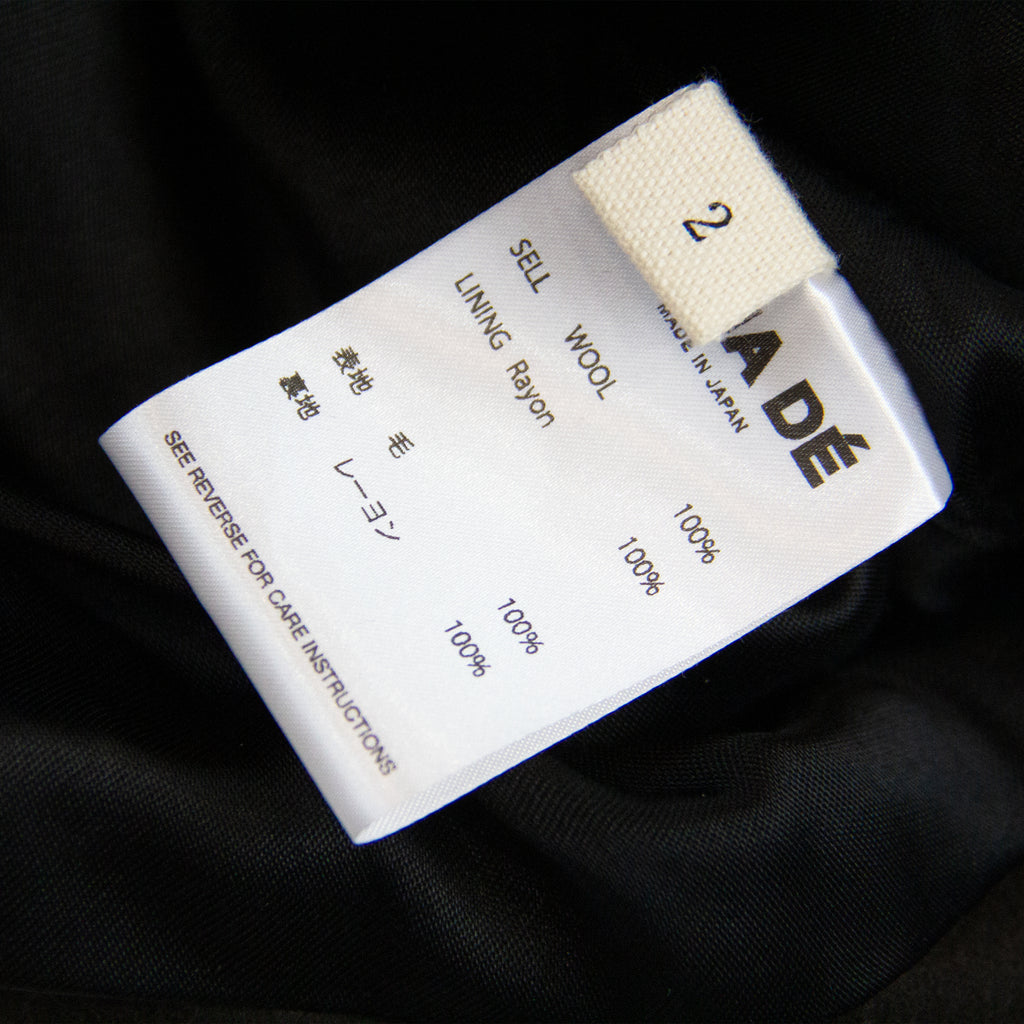 2
A DÉ
MADE IN JAPAN
SELL WOOL 100%
LINING Rayon 100%
表地 毛 100%
裏地 レーヨン 100%
SEE REVERSE FOR CARE INSTRUCTIONS